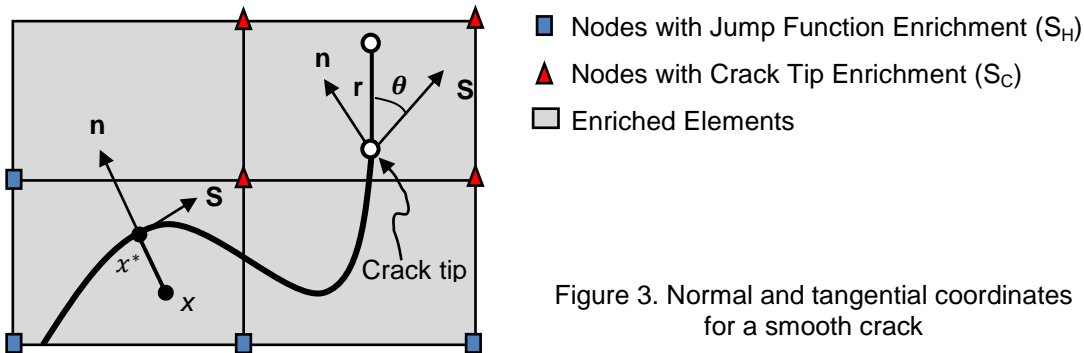 n
S
x*
x
n
r
θ
S
Crack tip
Nodes with Jump Function Enrichment (S_H)
Nodes with Crack Tip Enrichment (S_C)
Enriched Elements
Figure 3. Normal and tangential coordinates
for a smooth crack